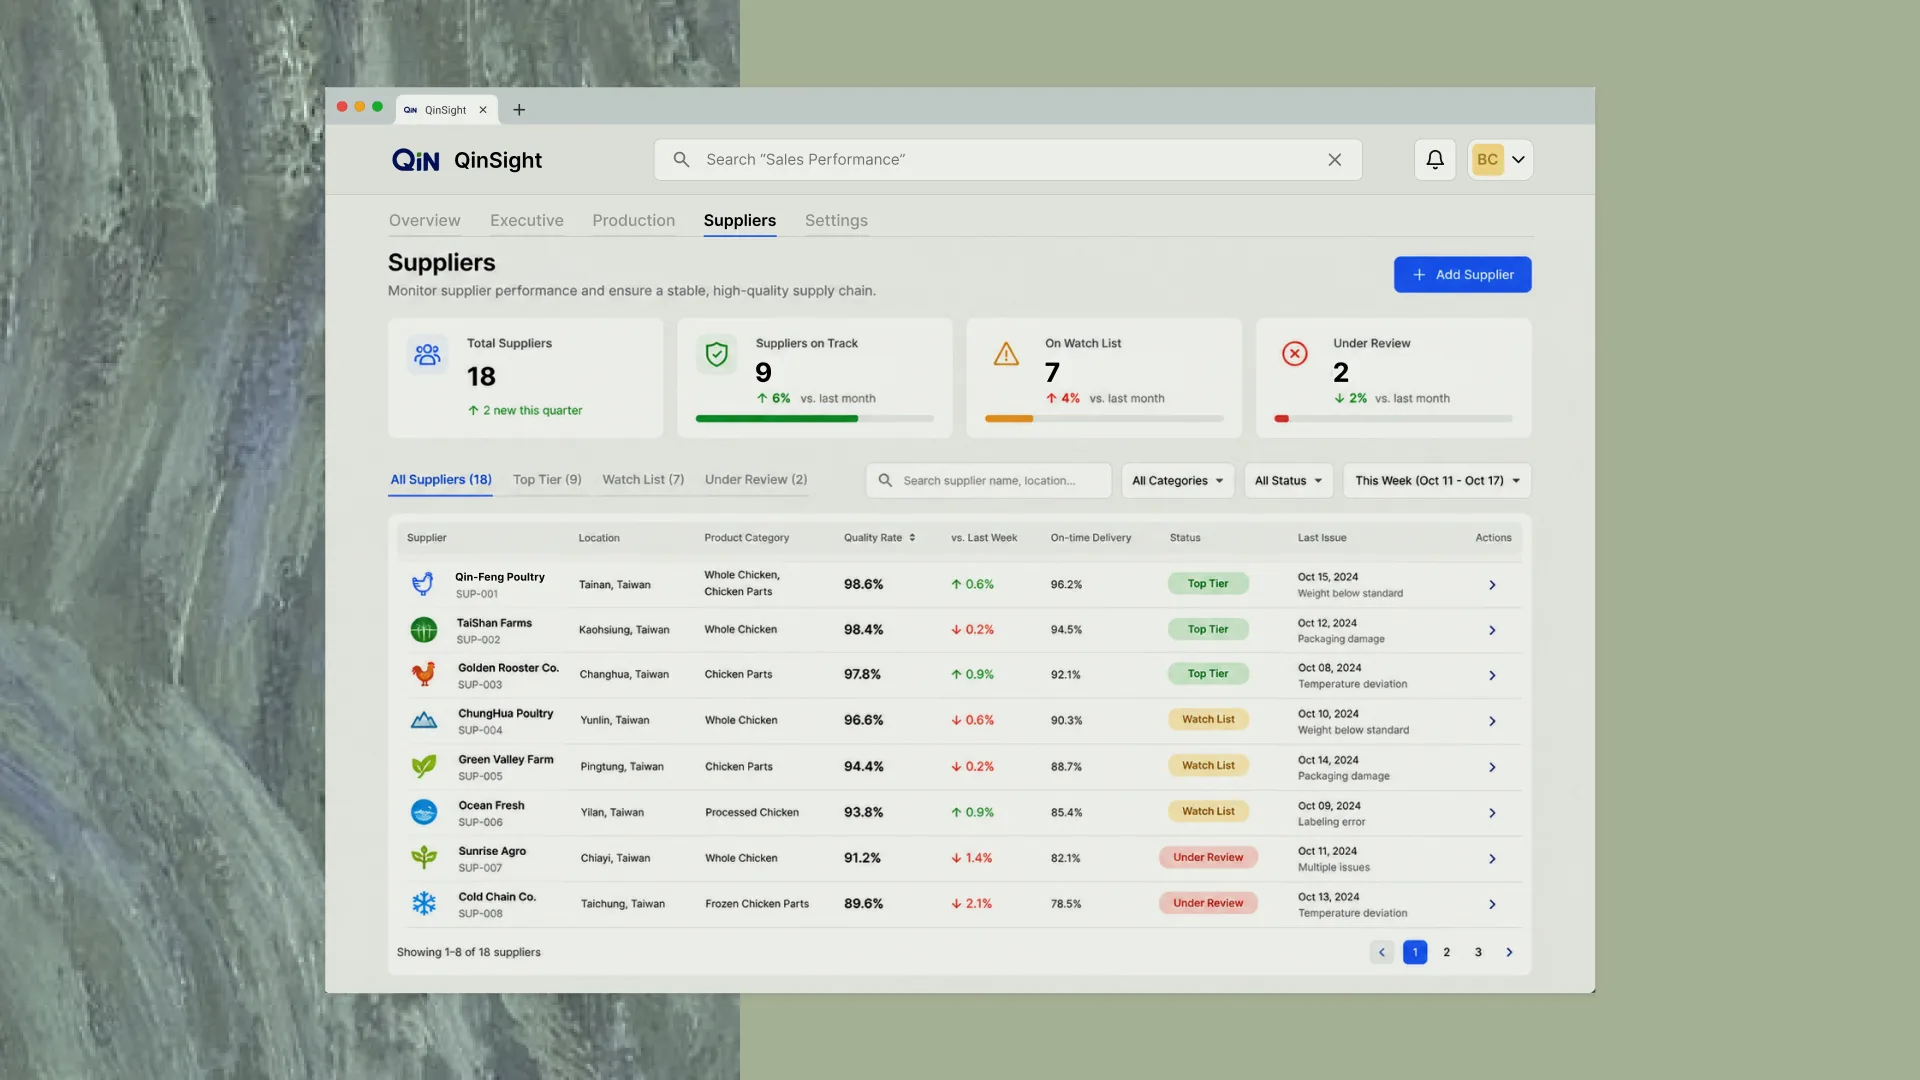 QiN QinSight
QiN QinSight
Search “Sales Performance”
BC
Overview Executive Production Suppliers Settings
Suppliers
Monitor supplier performance and ensure a stable, high-quality supply chain.
+ Add Supplier
Total Suppliers
18
↑ 2 new this quarter
Suppliers on Track
9
↑ 6% vs. last month
On Watch List
7
↑ 4% vs. last month
Under Review
2
↓ 2% vs. last month
All Suppliers (18) Top Tier (9) Watch List (7) Under Review (2)
Search supplier name, location...
All Categories
All Status
This Week (Oct 11 - Oct 17)
Supplier Location Product Category Quality Rate vs. Last Week On-time Delivery Status Last Issue Actions
Qin-Feng Poultry
SUP-001
Tainan, Taiwan
Whole Chicken,
Chicken Parts
98.6%
↑ 0.6%
96.2%
Top Tier
Oct 15, 2024
Weight below standard
TaiShan Farms
SUP-002
Kaohsiung, Taiwan
Whole Chicken
98.4%
↓ 0.2%
94.5%
Top Tier
Oct 12, 2024
Packaging damage
Golden Rooster Co.
SUP-003
Changhua, Taiwan
Chicken Parts
97.8%
↑ 0.9%
92.1%
Top Tier
Oct 08, 2024
Temperature deviation
ChungHua Poultry
SUP-004
Yunlin, Taiwan
Whole Chicken
96.6%
↓ 0.6%
90.3%
Watch List
Oct 10, 2024
Weight below standard
Green Valley Farm
SUP-005
Pingtung, Taiwan
Chicken Parts
94.4%
↓ 0.2%
88.7%
Watch List
Oct 14, 2024
Packaging damage
Ocean Fresh
SUP-006
Yilan, Taiwan
Processed Chicken
93.8%
↑ 0.9%
85.4%
Watch List
Oct 09, 2024
Labeling error
Sunrise Agro
SUP-007
Chiayi, Taiwan
Whole Chicken
91.2%
↓ 1.4%
82.1%
Under Review
Oct 11, 2024
Multiple issues
Cold Chain Co.
SUP-008
Taichung, Taiwan
Frozen Chicken Parts
89.6%
↓ 2.1%
78.5%
Under Review
Oct 13, 2024
Temperature deviation
Showing 1–8 of 18 suppliers
1 2 3